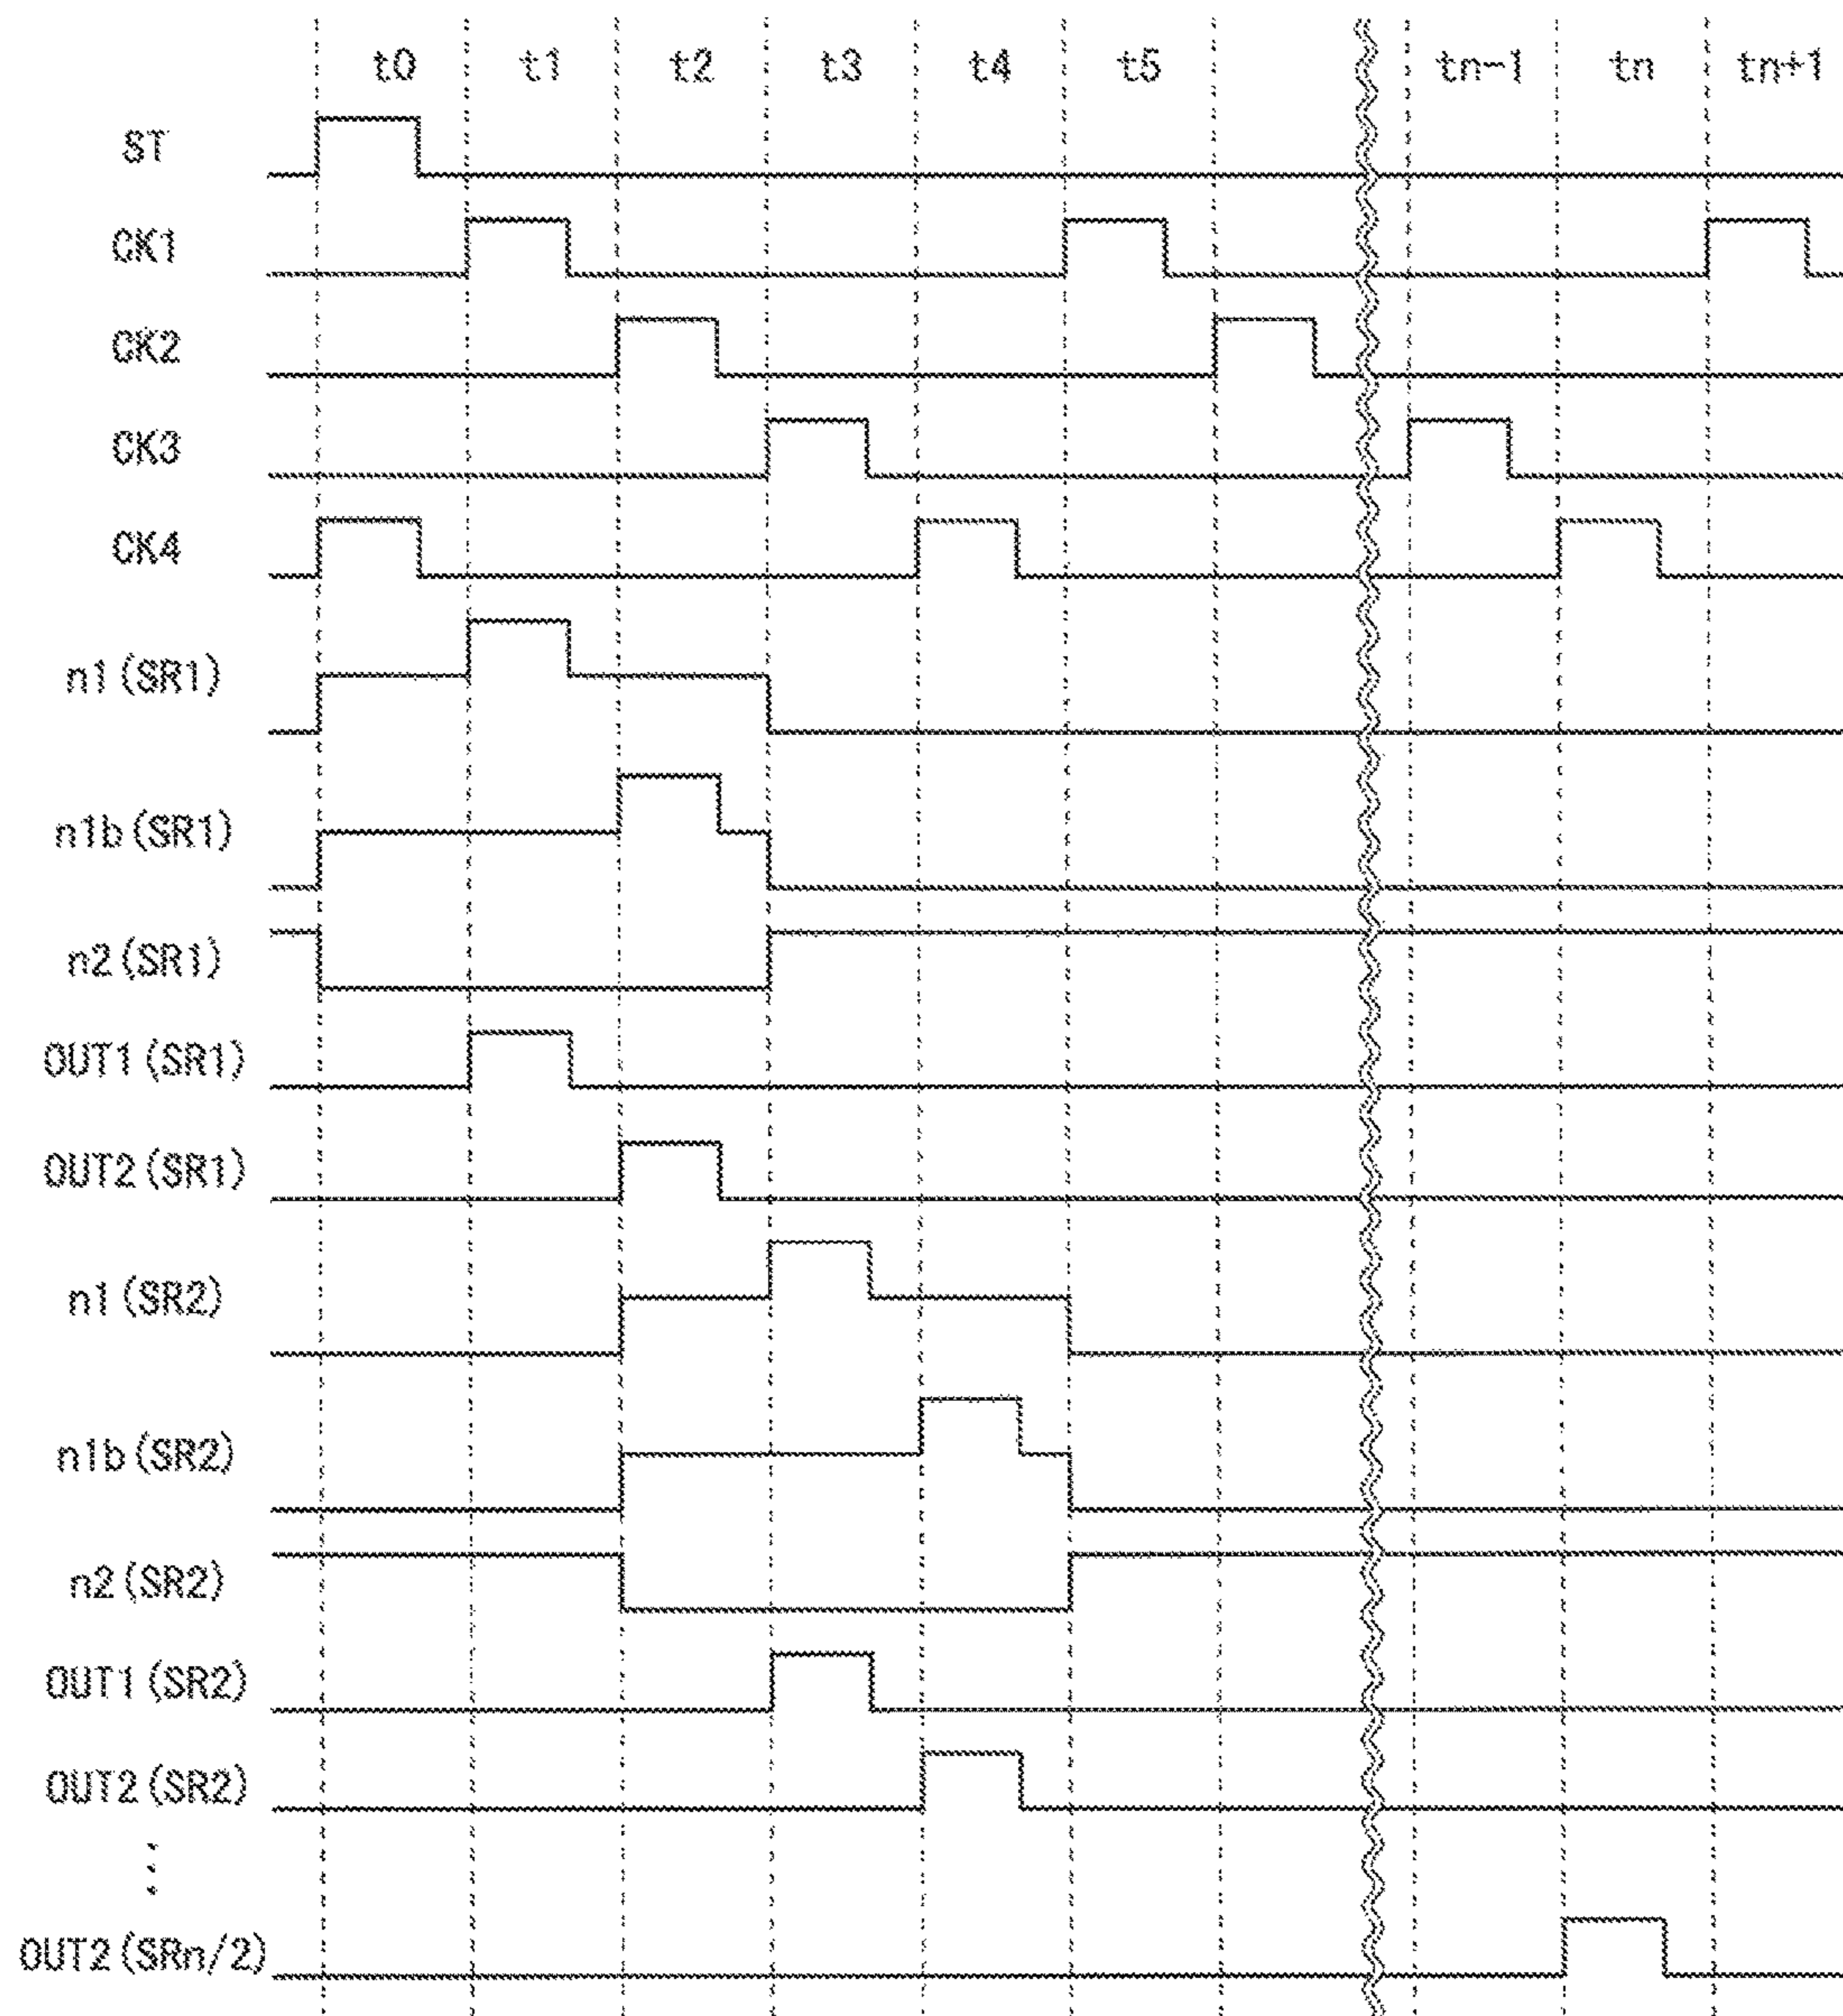 t0 t1 t2 t3 t4 t5 tn-1 tn tn+1
ST
CK1
CK2
CK3
CK4
n1(SR1)
n1b(SR1)
n2(SR1)
OUT1(SR1)
OUT2(SR1)
n1(SR2)
n1b(SR2)
n2(SR2)
OUT1(SR2)
OUT2(SR2)
OUT2(SRn/2)